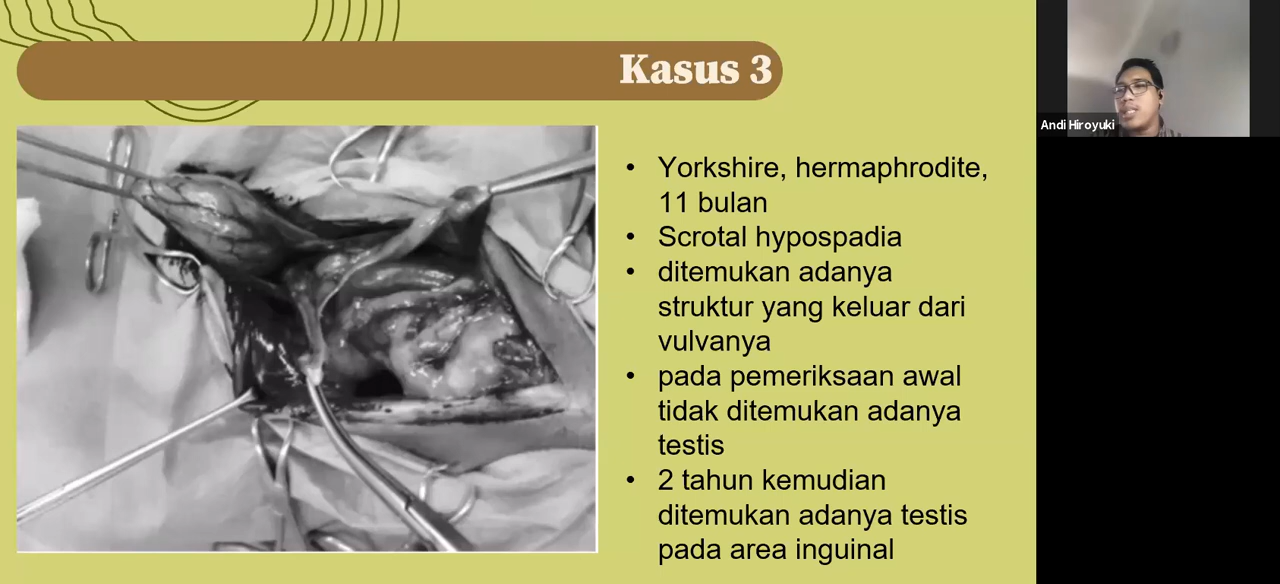 Kasus 3
Andi Hiroyuki
• Yorkshire, hermaphrodite,
11 bulan
• Scrotal hypospadia
• ditemukan adanya
struktur yang keluar dari
vulvanya
• pada pemeriksaan awal
tidak ditemukan adanya
testis
• 2 tahun kemudian
ditemukan adanya testis
pada area inguinal